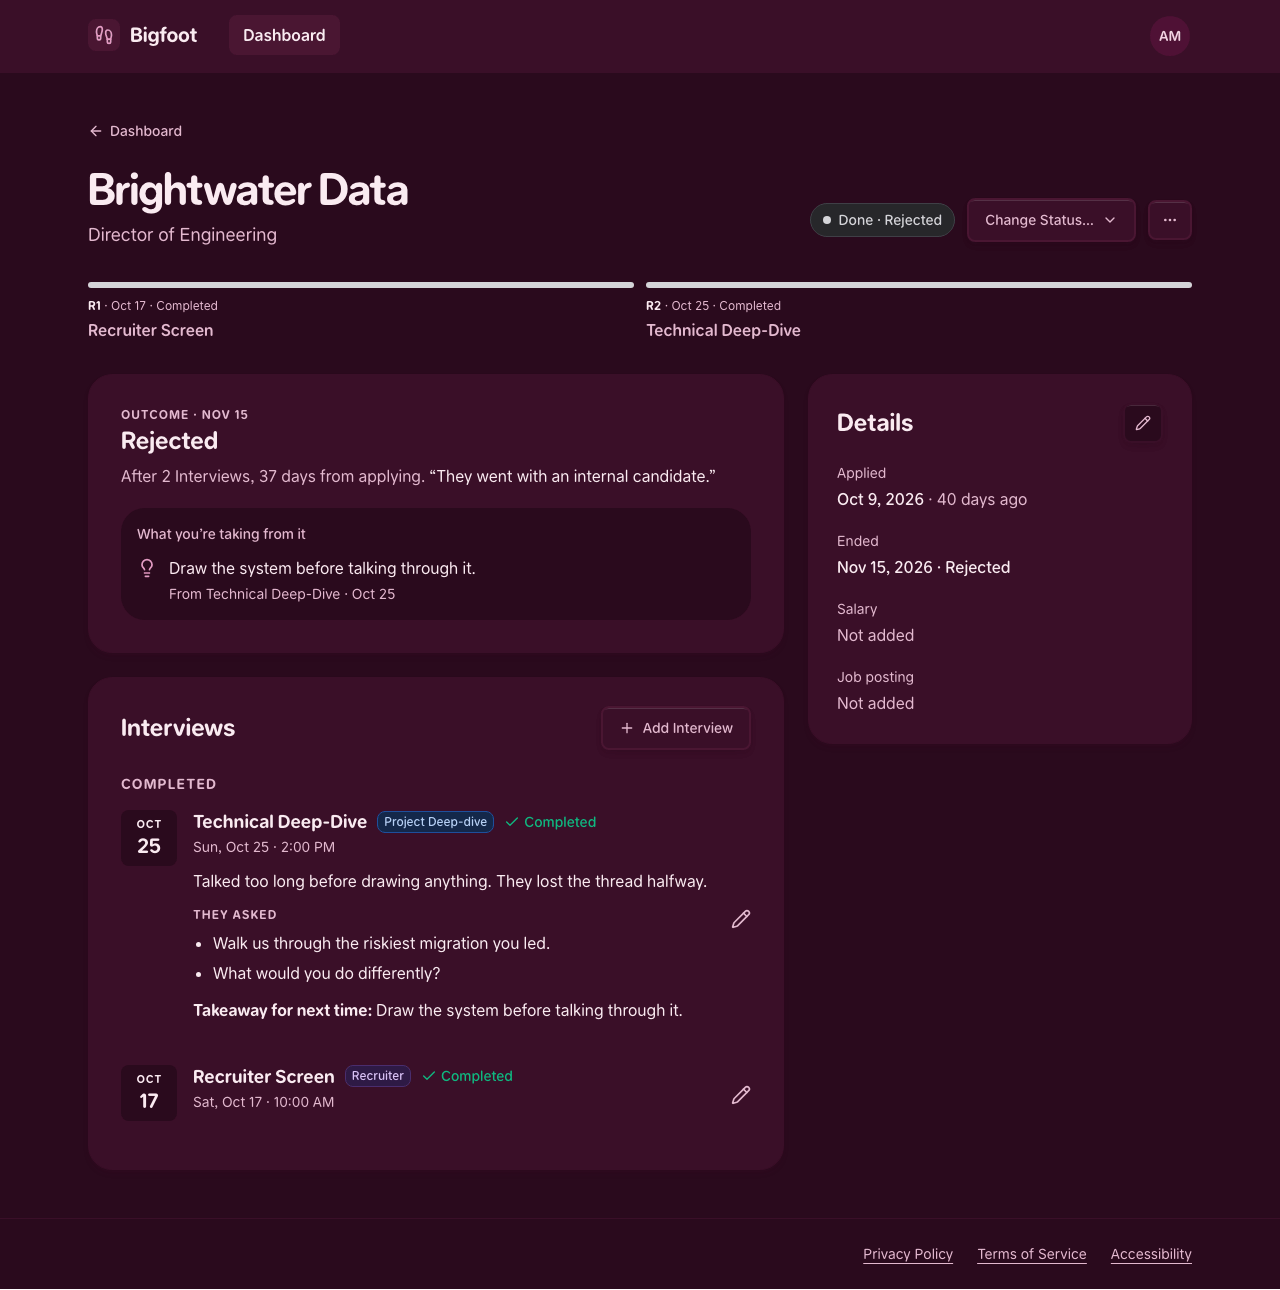 Bigfoot
Dashboard
AM
Dashboard
Brightwater Data
Director of Engineering
Done · Rejected
Change Status...
R1 · Oct 17 · Completed
Recruiter Screen
R2 · Oct 25 · Completed
Technical Deep-Dive
OUTCOME · NOV 15
Rejected
After 2 Interviews, 37 days from applying. “They went with an internal candidate.”
What you’re taking from it
Draw the system before talking through it.
From Technical Deep-Dive · Oct 25
Details
Applied
Oct 9, 2026 · 40 days ago
Ended
Nov 15, 2026 · Rejected
Salary
Not added
Job posting
Not added
Interviews
Add Interview
COMPLETED
OCT
25
Technical Deep-Dive
Project Deep-dive
Completed
Sun, Oct 25 · 2:00 PM
Talked too long before drawing anything. They lost the thread halfway.
THEY ASKED
• Walk us through the riskiest migration you led.
• What would you do differently?
Takeaway for next time: Draw the system before talking through it.
OCT
17
Recruiter Screen
Recruiter
Completed
Sat, Oct 17 · 10:00 AM
Privacy Policy
Terms of Service
Accessibility